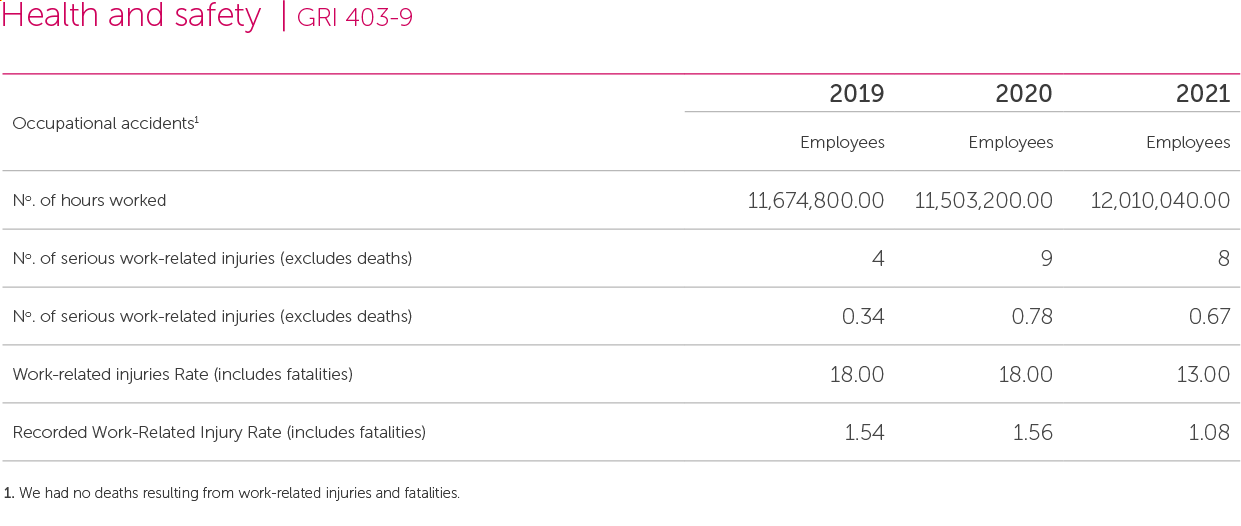 Health and safety | GRI 403-9
2019 2020 2021
Occupational accidents¹
Employees Employees Employees
Nº. of hours worked 11,674,800.00 11,503,200.00 12,010,040.00
Nº. of serious work-related injuries (excludes deaths) 4 9 8
Nº. of serious work-related injuries (excludes deaths) 0.34 0.78 0.67
Work-related injuries Rate (includes fatalities) 18.00 18.00 13.00
Recorded Work-Related Injury Rate (includes fatalities) 1.54 1.56 1.08
1. We had no deaths resulting from work-related injuries and fatalities.